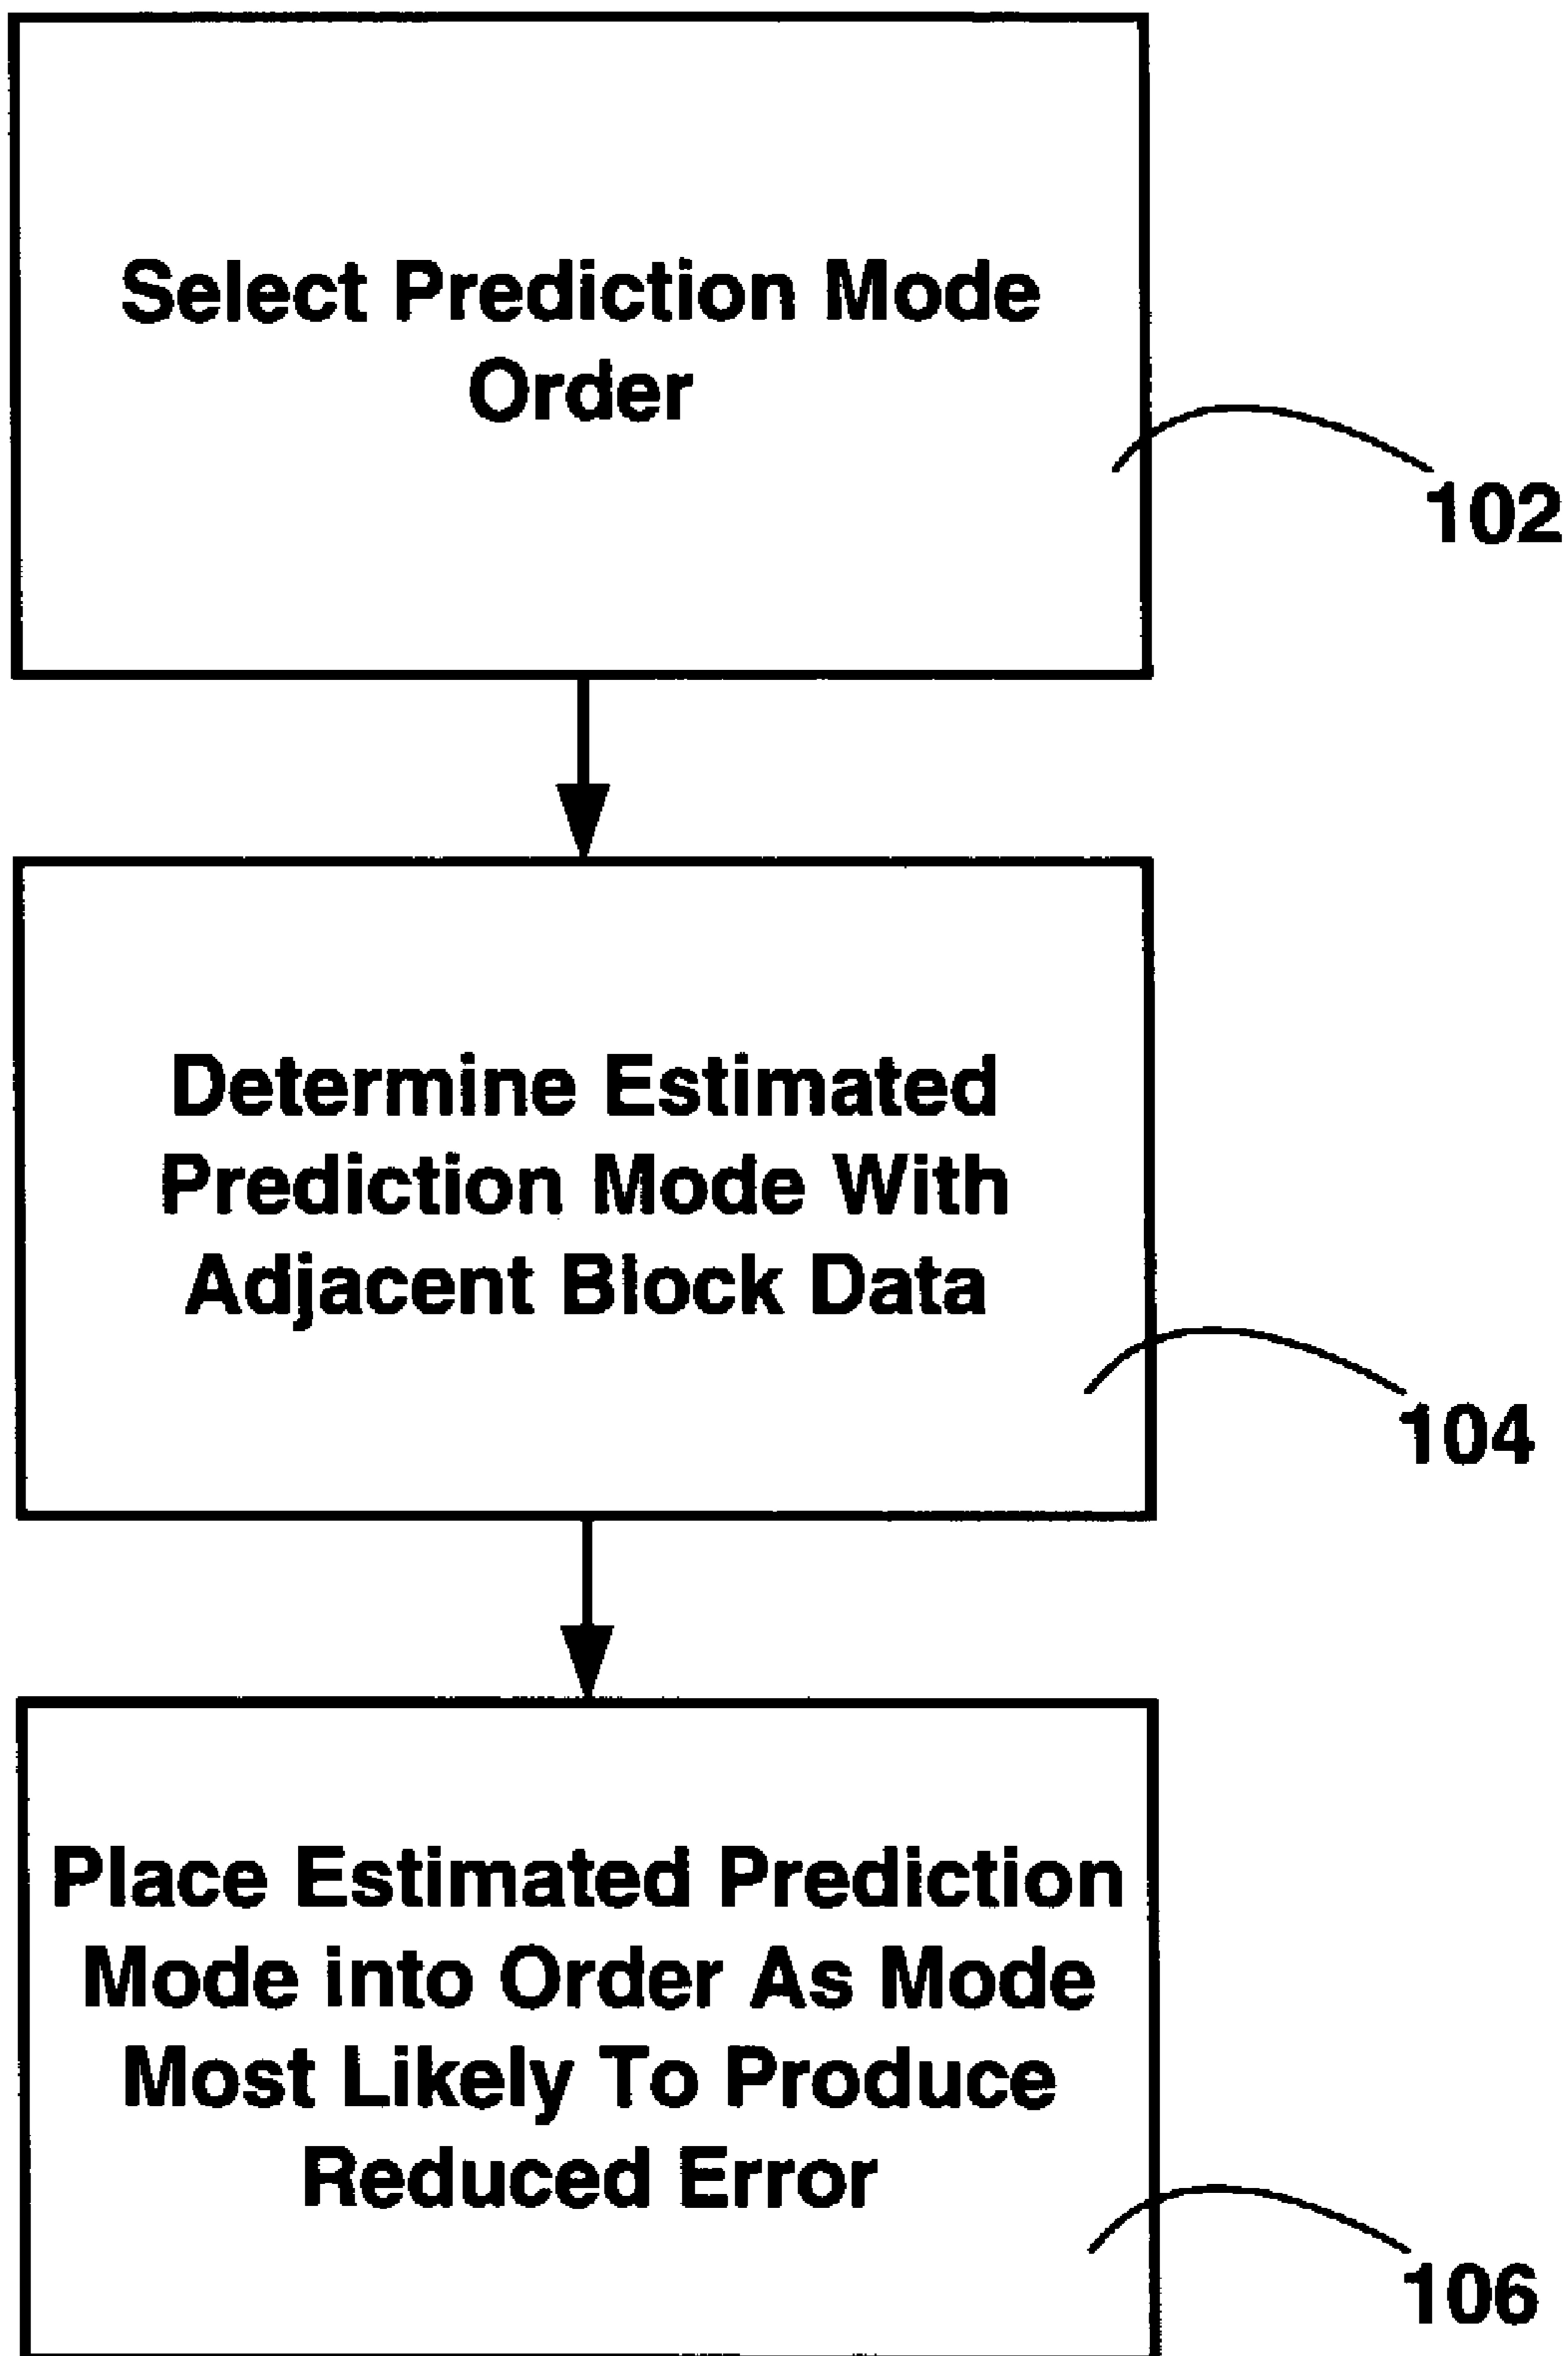 Select Prediction Mode
Order
102
Determine Estimated
Prediction Mode With
Adjacent Block Data
104
Place Estimated Prediction
Mode into Order As Mode
Most Likely To Produce
Reduced Error
106